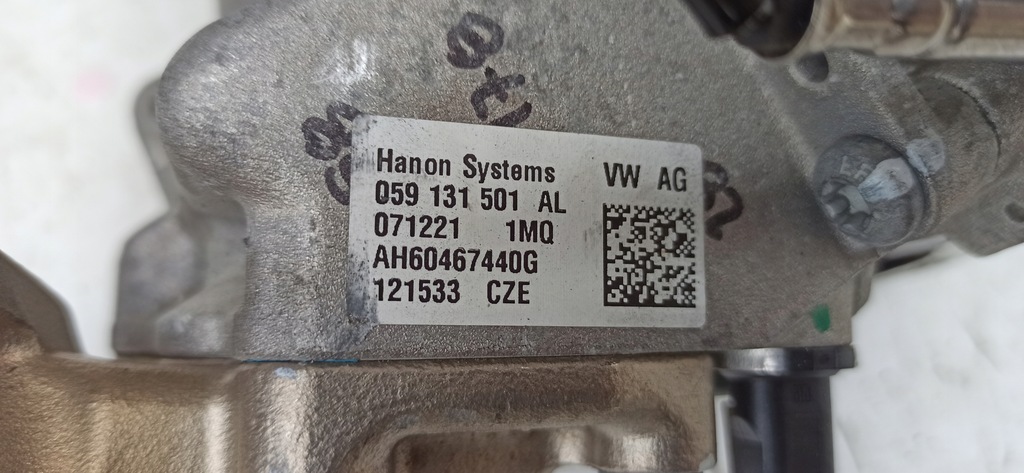 Hanon Systems VW AG
059 131 501 AL
071221 1MQ
AH60467440G
121533 CZE